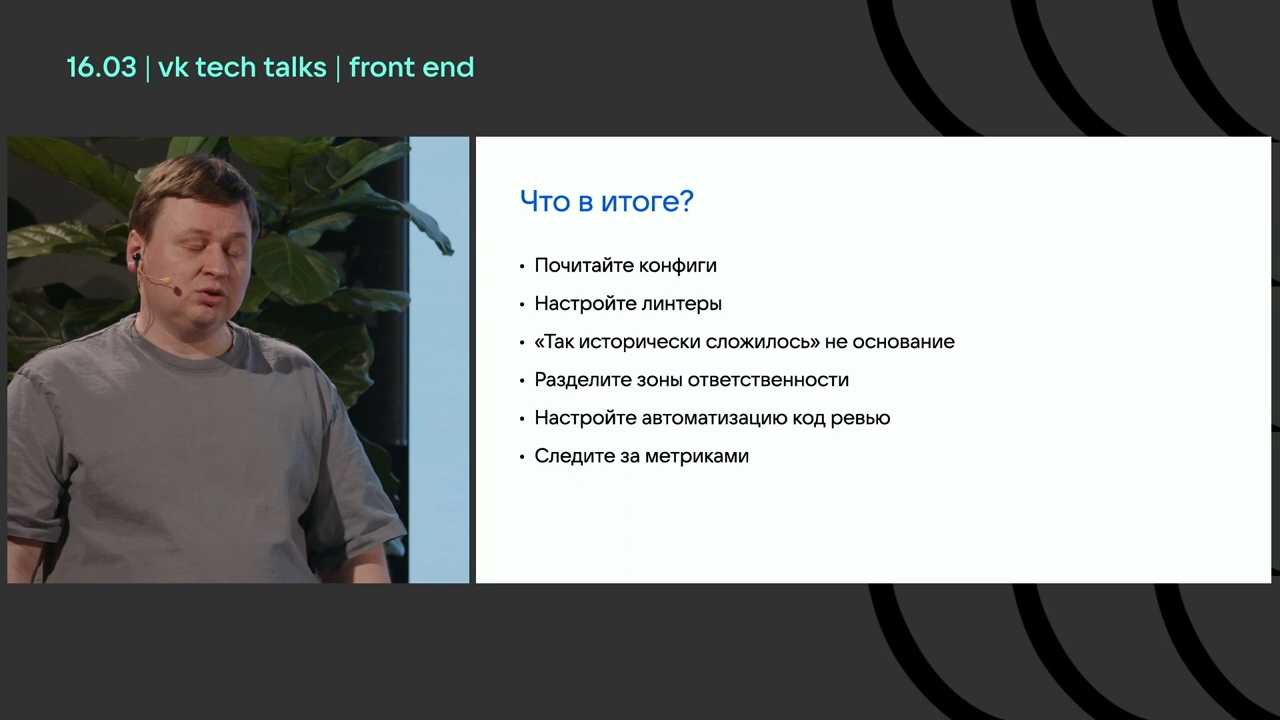 16.03 | vk tech talks | front end
Что в итоге?
• Почитайте конфиги
• Настройте линтеры
• «Так исторически сложилось» не основание
• Разделите зоны ответственности
• Настройте автоматизацию код ревью
• Следите за метриками